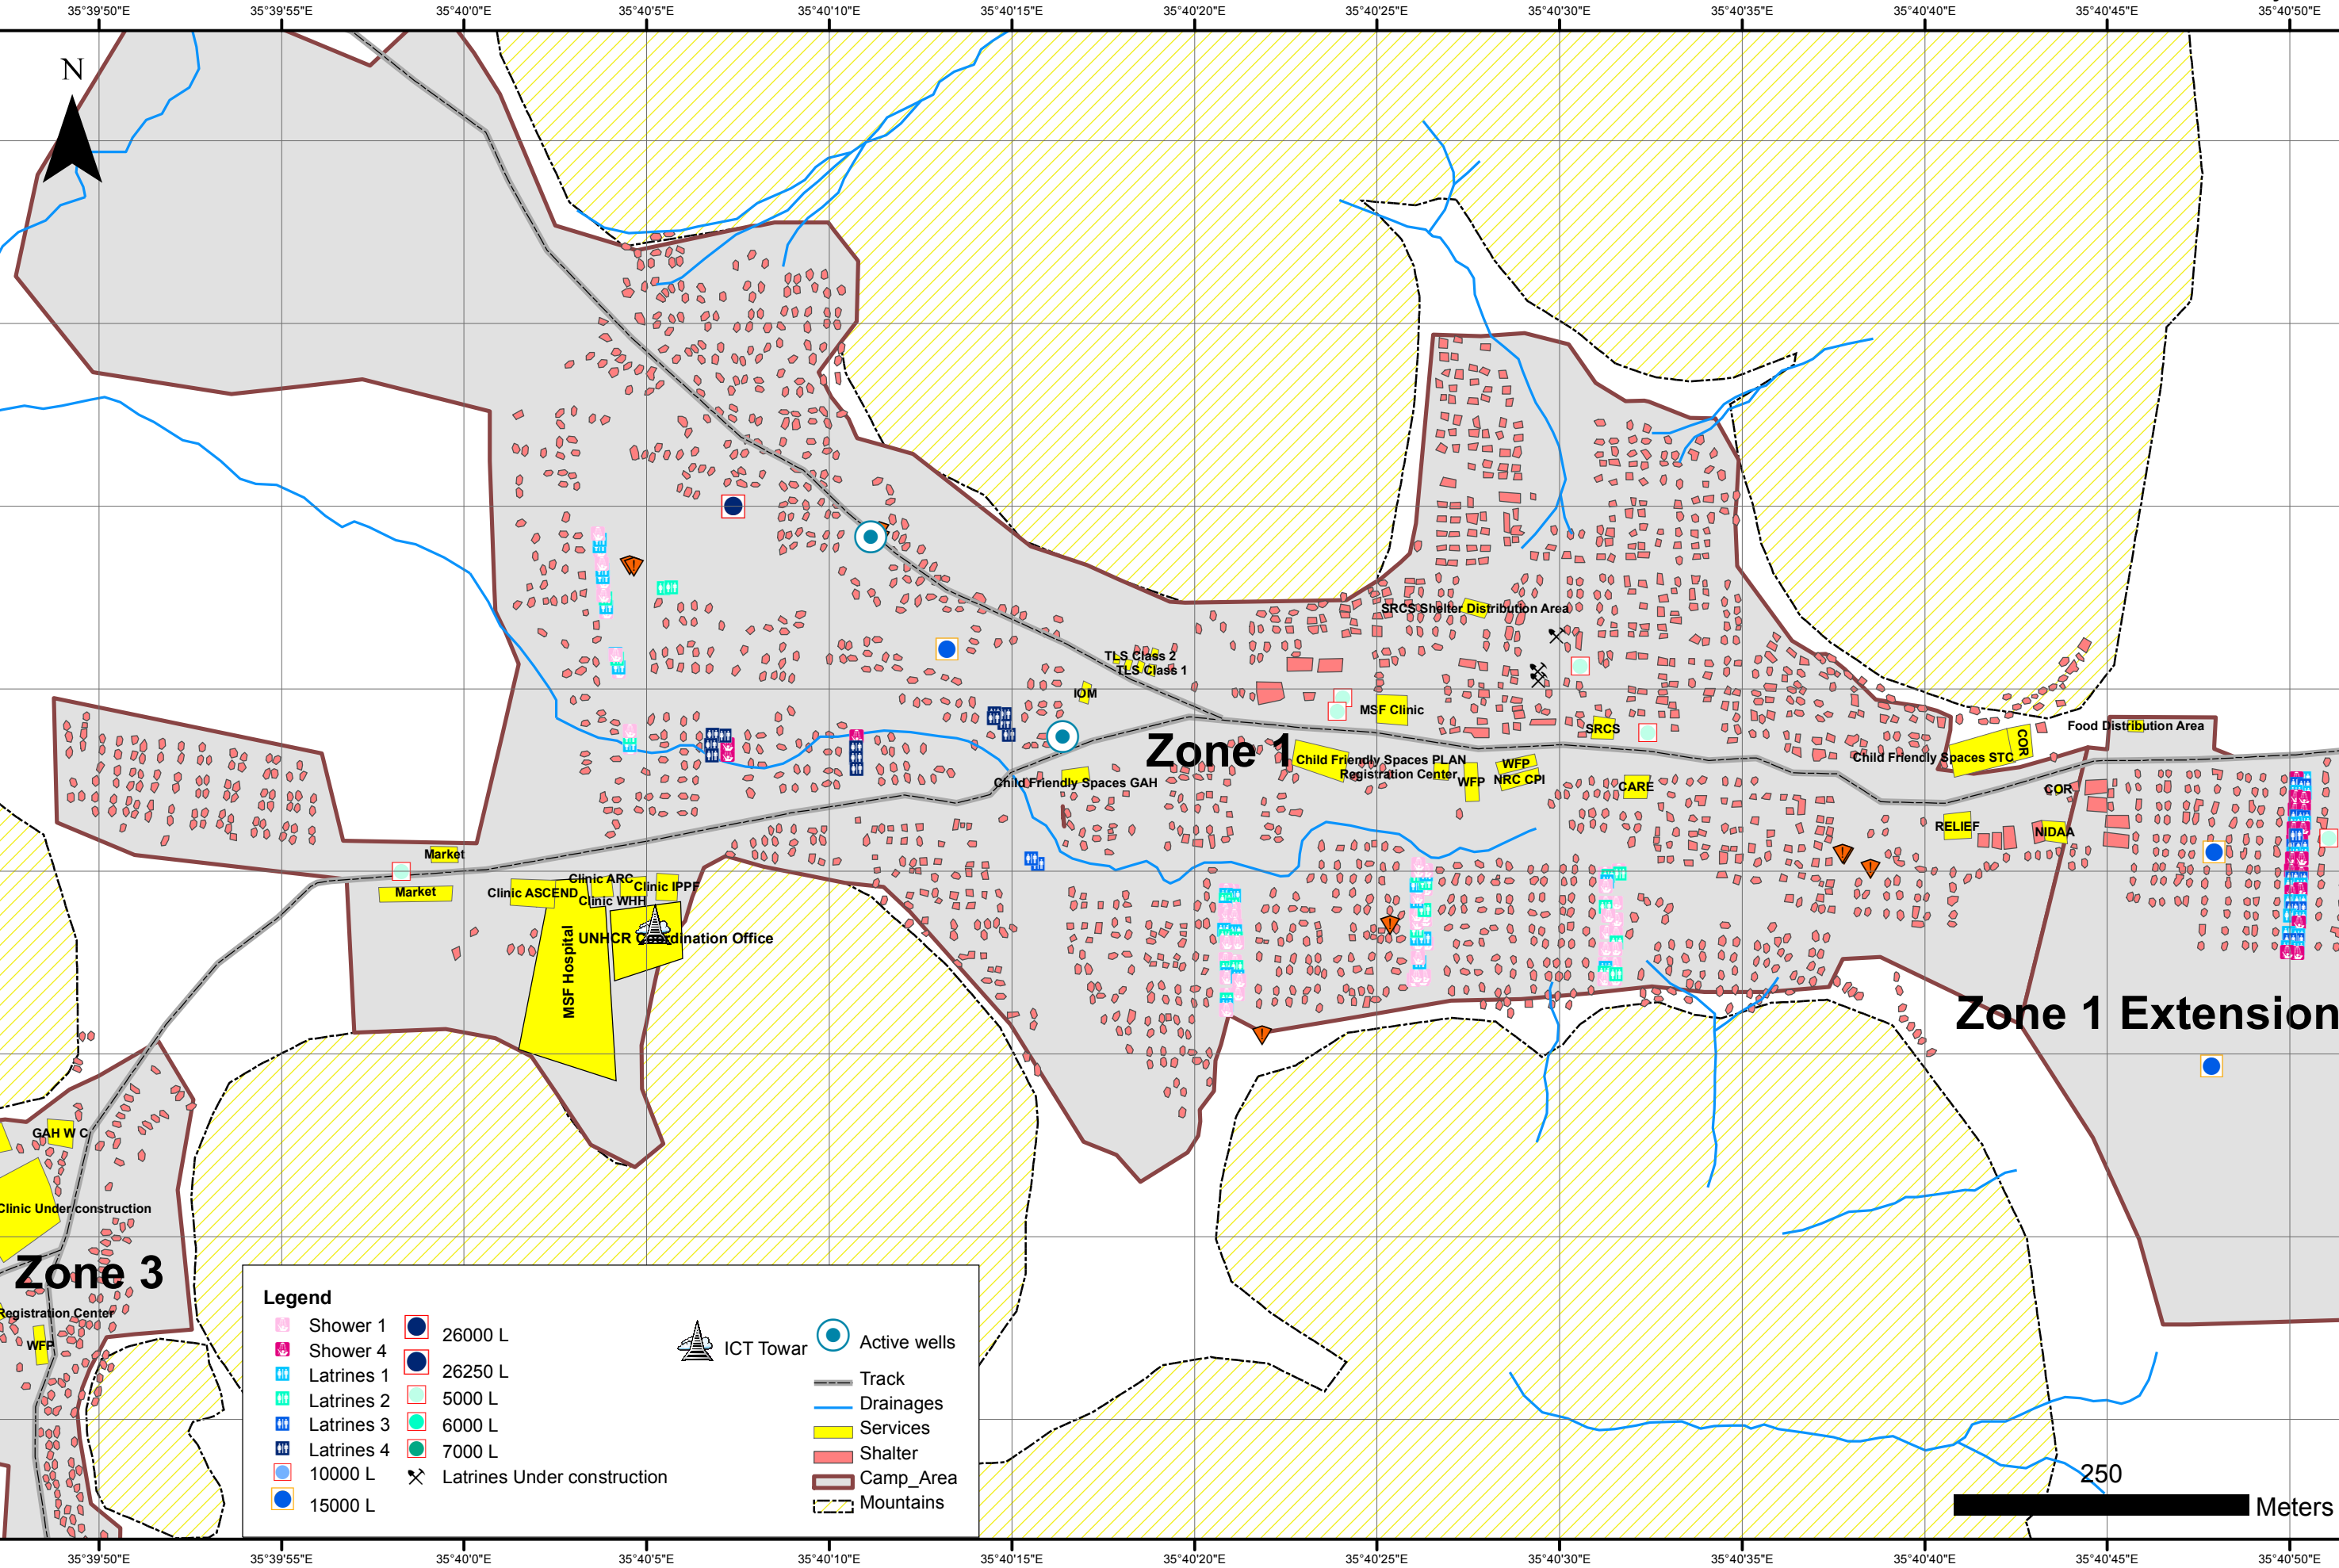 35°39'50"E 35°39'55"E 35°40'0"E 35°40'5"E 35°40'10"E 35°40'15"E 35°40'20"E 35°40'25"E 35°40'30"E 35°40'35"E 35°40'40"E 35°40'45"E 35°40'50"E
N
SRCS Shelter Distribution Area
TLS Class 2
TLS Class 1
IOM
MSF Clinic
SRCS
Food Distribution Area
COR
Zone 1
Child Friendly Spaces PLAN
Child Friendly Spaces STC
Registration Center
WFP
WFP
NRC CPI
Child Friendly Spaces GAH
CARE
COR
RELIEF
NIDAA
Market
Market
Clinic ARC
Clinic ASCEND
Clinic IPPF
Clinic WHH
UNHCR Coordination Office
MSF Hospital
Zone 1 Extension
GAH W C
Clinic Under construction
Zone 3
Registration Center
WFP
Legend
Shower 1
Shower 4
Latrines 1
Latrines 2
Latrines 3
Latrines 4
10000 L
15000 L
26000 L
26250 L
5000 L
6000 L
7000 L
Latrines Under construction
ICT Towar
Active wells
Track
Drainages
Services
Shalter
Camp_Area
Mountains
250
Meters
35°39'50"E 35°39'55"E 35°40'0"E 35°40'5"E 35°40'10"E 35°40'15"E 35°40'20"E 35°40'25"E 35°40'30"E 35°40'35"E 35°40'40"E 35°40'45"E 35°40'50"E